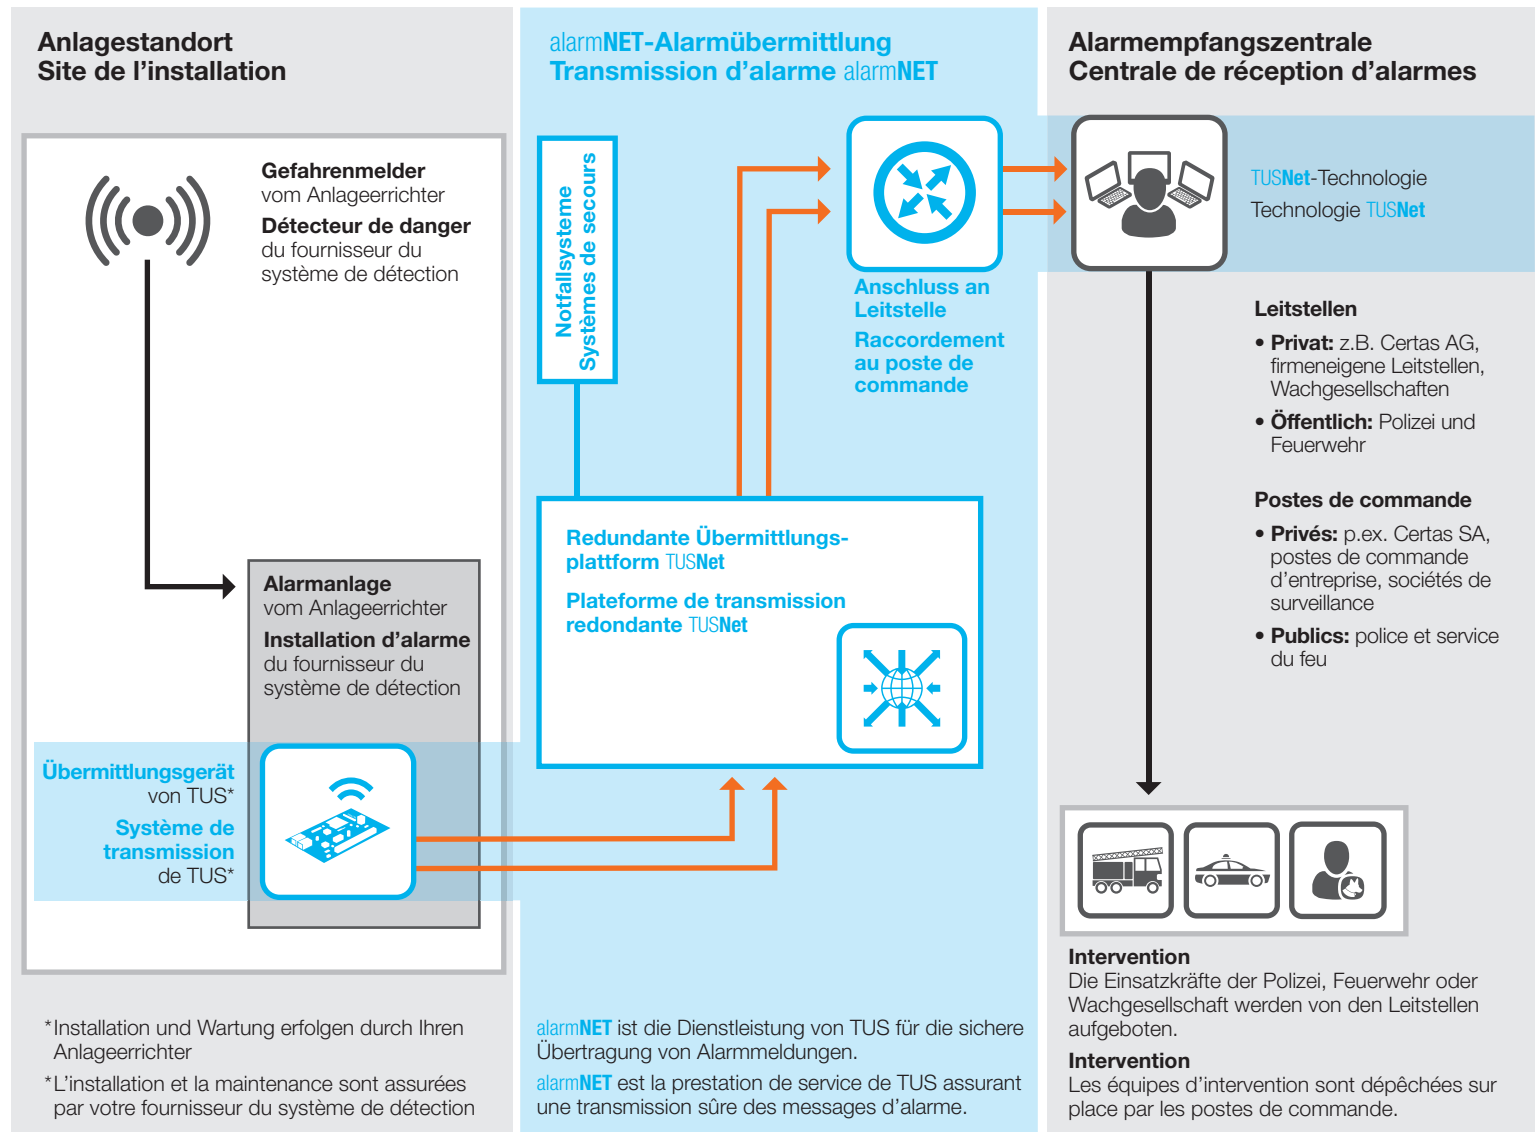 Anlagestandort
Site de l’installation
Gefahrenmelder
vom Anlageerrichter
Détecteur de danger
du fournisseur du
système de détection
Alarmanlage
vom Anlageerrichter
Installation d’alarme
du fournisseur du
système de détection
Übermittlungsgerät
von TUS*
Système de
transmission
de TUS*
*Installation und Wartung erfolgen durch Ihren
Anlageerrichter
*L’installation et la maintenance sont assurées
par votre fournisseur du système de détection
alarmNET-Alarmübermittlung
Transmission d’alarme alarmNET
Notfallsysteme
Systèmes de secours
Anschluss an
Leitstelle
Raccordement
au poste de
commande
Redundante Übermittlungs-
plattform TUSNet
Plateforme de transmission
redondante TUSNet
alarmNET ist die Dienstleistung von TUS für die sichere
Übertragung von Alarmmeldungen.
alarmNET est la prestation de service de TUS assurant
une transmission sûre des messages d’alarme.
Alarmempfangszentrale
Centrale de réception d’alarmes
TUSNet-Technologie
Technologie TUSNet
Leitstellen
• Privat: z.B. Certas AG,
firmeneigene Leitstellen,
Wachgesellschaften
• Öffentlich: Polizei und
Feuerwehr
Postes de commande
• Privés: p.ex. Certas SA,
postes de commande
d’entreprise, sociétés de
surveillance
• Publics: police et service
du feu
Intervention
Die Einsatzkräfte der Polizei, Feuerwehr oder
Wachgesellschaft werden von den Leitstellen
aufgeboten.
Intervention
Les équipes d’intervention sont dépêchées sur
place par les postes de commande.